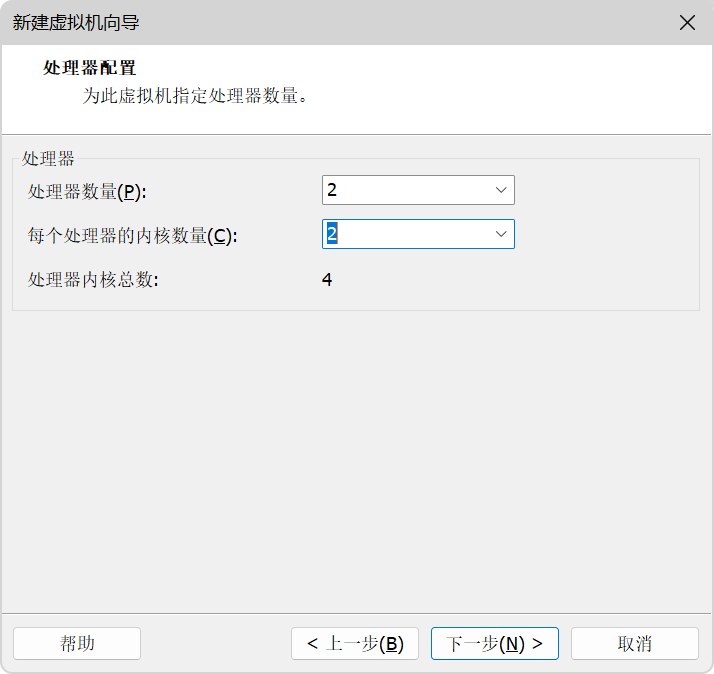 新建虚拟机向导
处理器配置
为此虚拟机指定处理器数量。
处理器
处理器数量(P): 2
每个处理器的内核数量(C): 2
处理器内核总数: 4
帮助 < 上一步(B) 下一步(N) > 取消